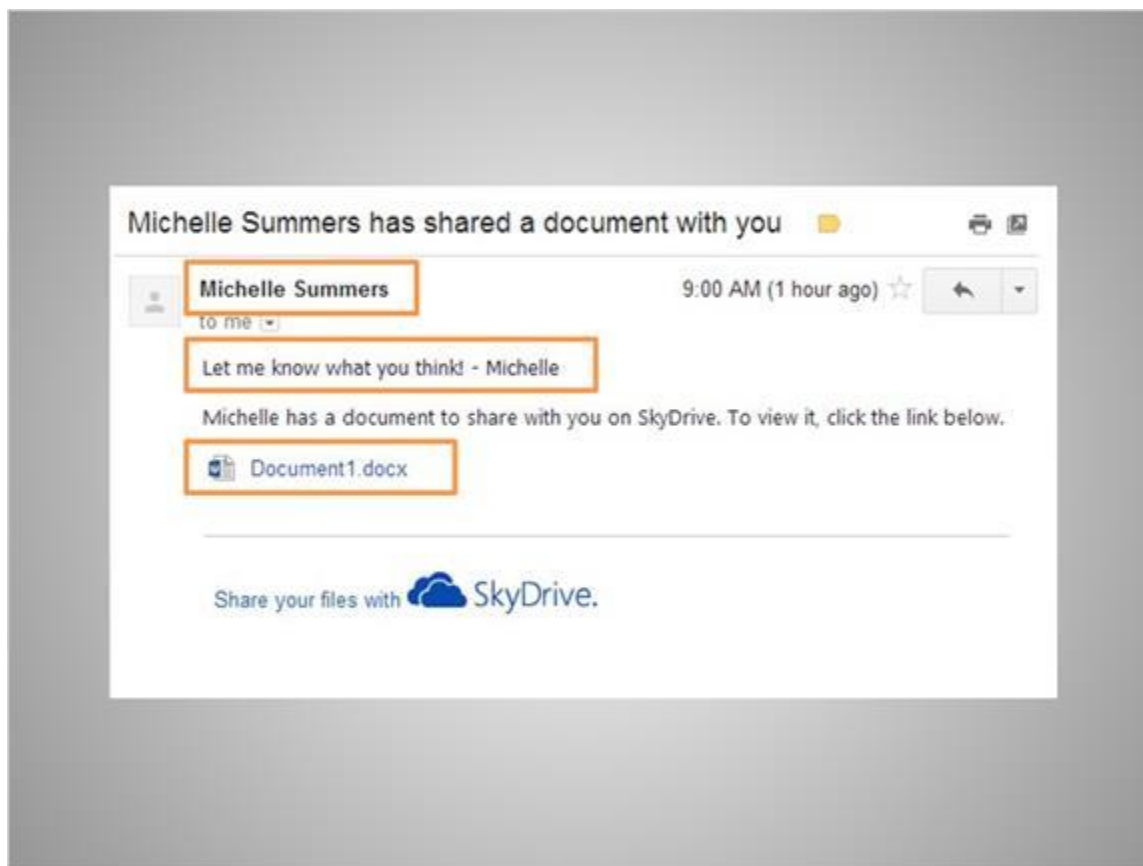 Michelle Summers has shared a document with you
Michelle Summers
9:00 AM (1 hour ago)
to me
Let me know what you think! - Michelle
Michelle has a document to share with you on SkyDrive. To view it, click the link below.
Document1.docx
Share your files with SkyDrive.